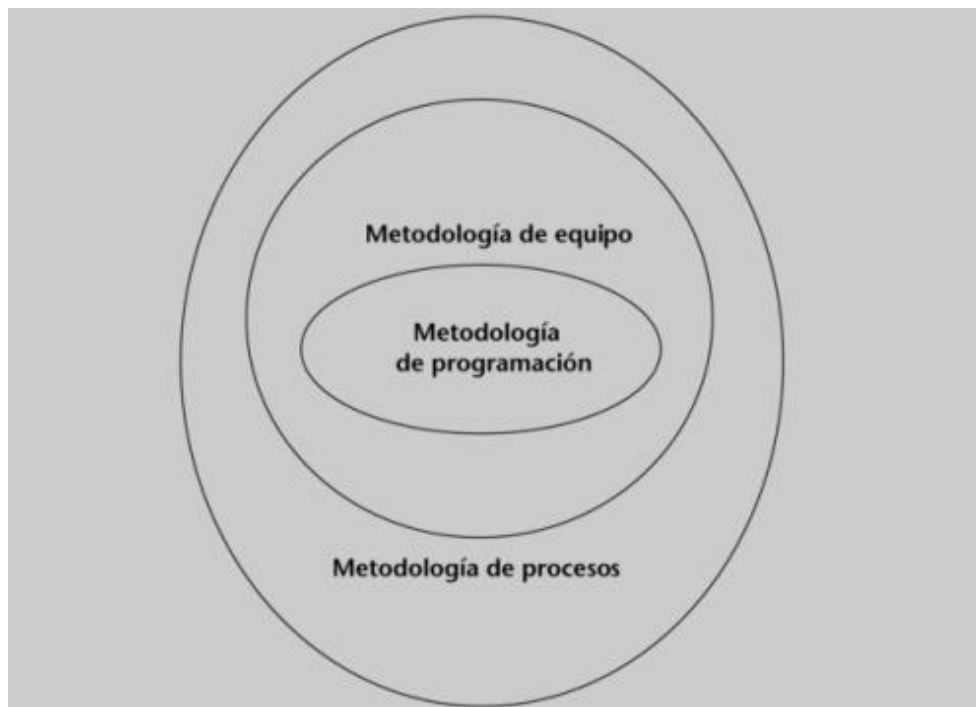 Metodología de equipo
Metodología
de programación
Metodología de procesos